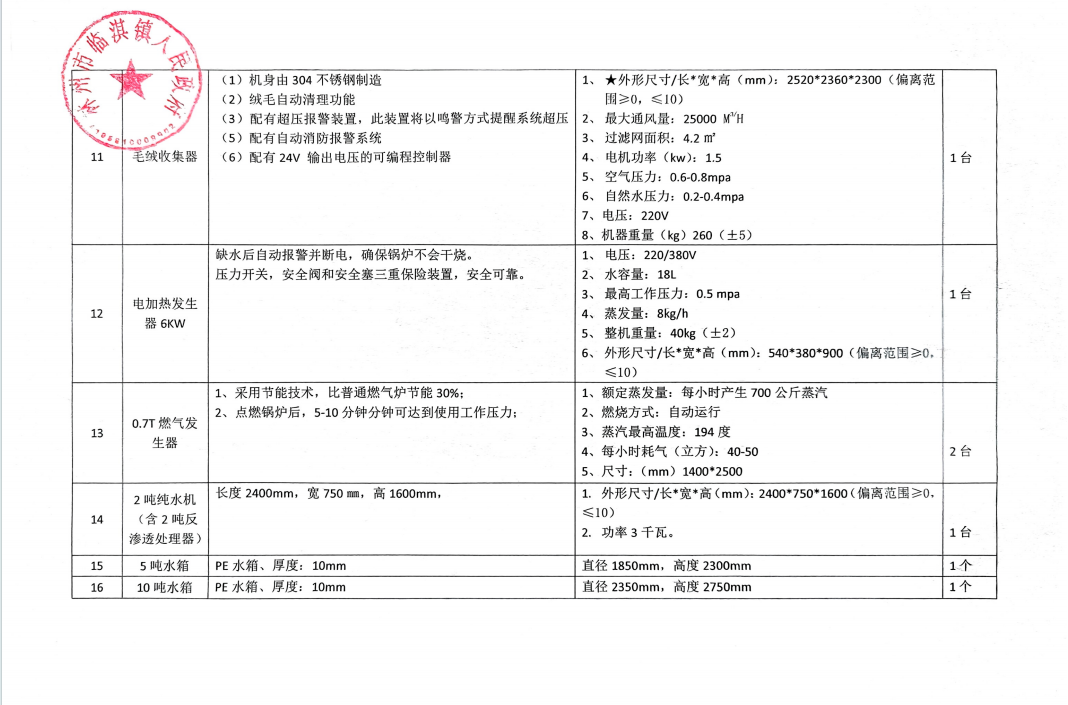 林州市临淇镇人民政府
11
毛绒收集器
（1）机身由 304 不锈钢制造
（2）绒毛自动清理功能
（3）配有超压报警装置，此装置将以鸣警方式提醒系统超压
（5）配有自动消防报警系统
（6）配有 24V 输出电压的可编程控制器
1、 ★外形尺寸/长*宽*高（mm）：2520*2360*2300（偏离范
围≥0，≤10）
2、 最大通风量：25000 M³/H
3、 过滤网面积：4.2 ㎡
4、 电机功率（kw）：1.5
5、 空气压力：0.6-0.8mpa
6、 自然水压力：0.2-0.4mpa
7、电压：220V
8、机器重量（kg）260（±5）
1 台
12
电加热发生
器 6KW
缺水后自动报警并断电，确保锅炉不会干烧。
压力开关，安全阀和安全塞三重保险装置，安全可靠。
1、 电压：220/380V
2、 水容量：18L
3、 最高工作压力：0.5 mpa
4、 蒸发量：8kg/h
5、 整机重量：40kg（±2）
6、 外形尺寸/长*宽*高（mm）：540*380*900（偏离范围≥0，
≤10）
1 台
13
0.7T 燃气发
生器
1、采用节能技术，比普通燃气炉节能 30%;
2、点燃锅炉后，5-10 分钟分钟可达到使用工作压力;
1、额定蒸发量：每小时产生 700 公斤蒸汽
2、燃烧方式：自动运行
3、蒸汽最高温度：194 度
4、每小时耗气（立方）：40-50
5、尺寸：（mm）1400*2500
2 台
14
2 吨纯水机
（含 2 吨反
渗透处理器）
长度 2400mm，宽 750 ㎜，高 1600mm，
1. 外形尺寸/长*宽*高（mm）：2400*750*1600（偏离范围≥0，
≤10）
2. 功率 3 千瓦。
1 台
15
5 吨水箱
PE 水箱、厚度：10mm
直径 1850mm，高度 2300mm
1 个
16
10 吨水箱
PE 水箱、厚度：10mm
直径 2350mm，高度 2750mm
1 个